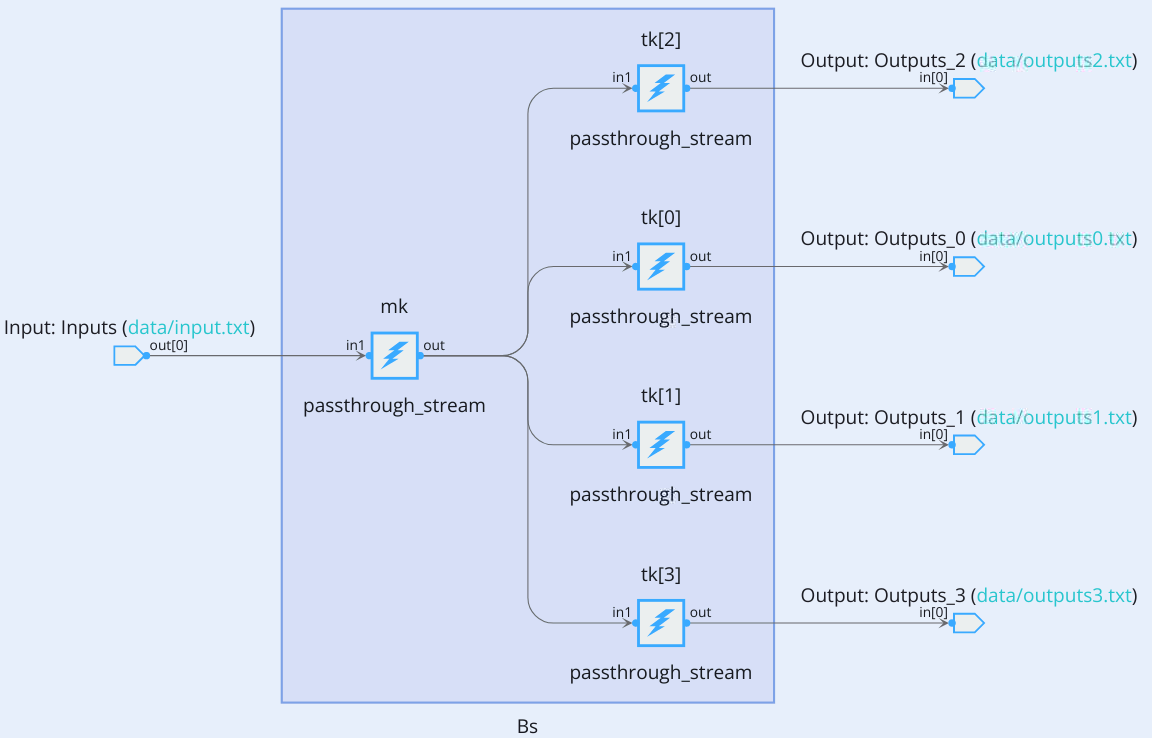 tk[2]
Output: Outputs_2 (data/outputs2.txt)
in1
out
in[0]
passthrough_stream
tk[0]
Output: Outputs_0 (data/outputs0.txt)
in1
out
in[0]
passthrough_stream
mk
Input: Inputs (data/input.txt)
out[0]
in1
out
passthrough_stream
tk[1]
Output: Outputs_1 (data/outputs1.txt)
in1
out
in[0]
passthrough_stream
tk[3]
Output: Outputs_3 (data/outputs3.txt)
in1
out
in[0]
passthrough_stream
Bs